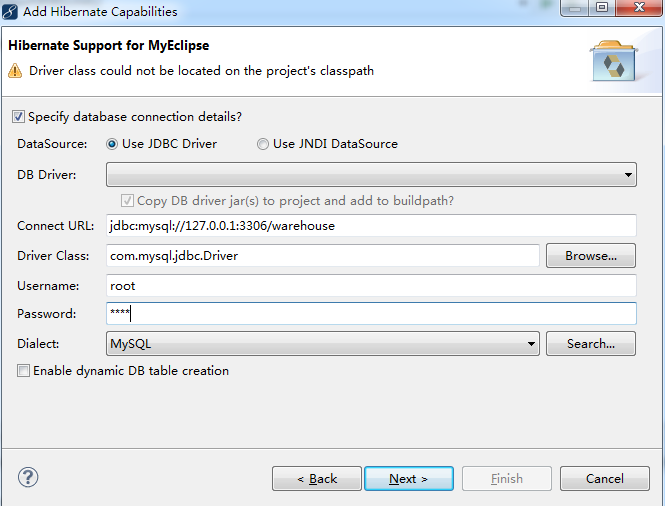 Add Hibernate Capabilities
Hibernate Support for MyEclipse
Driver class could not be located on the project's classpath
Specify database connection details?
DataSource: Use JDBC Driver Use JNDI DataSource
DB Driver:
Copy DB driver jar(s) to project and add to buildpath?
Connect URL: jdbc:mysql://127.0.0.1:3306/warehouse
Driver Class: com.mysql.jdbc.Driver Browse...
Username: root
Password: ****
Dialect: MySQL Search...
Enable dynamic DB table creation
? < Back Next > Finish Cancel